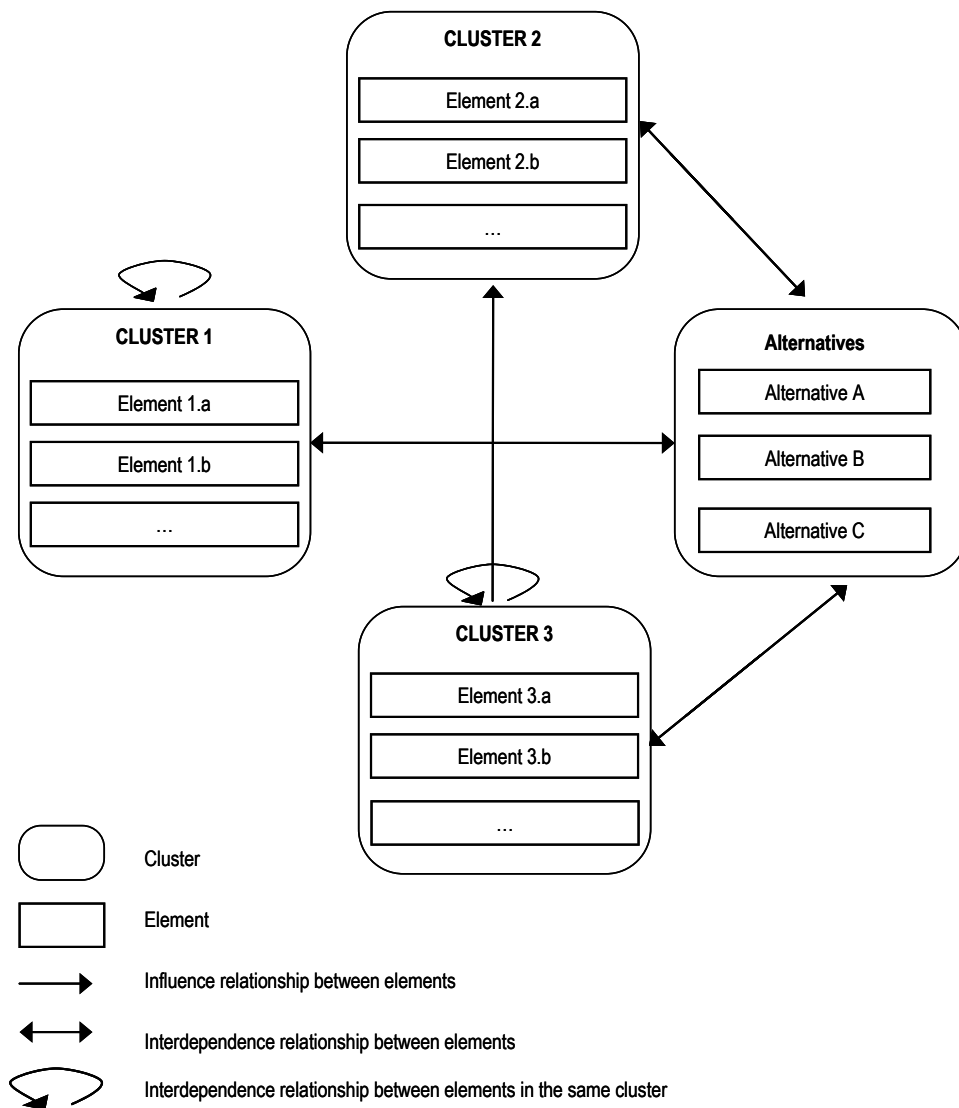 CLUSTER 2
Element 2.a
Element 2.b
...
CLUSTER 1
Element 1.a
Element 1.b
...
Alternatives
Alternative A
Alternative B
Alternative C
CLUSTER 3
Element 3.a
Element 3.b
...
Cluster
Element
Influence relationship between elements
Interdependence relationship between elements
Interdependence relationship between elements in the same cluster